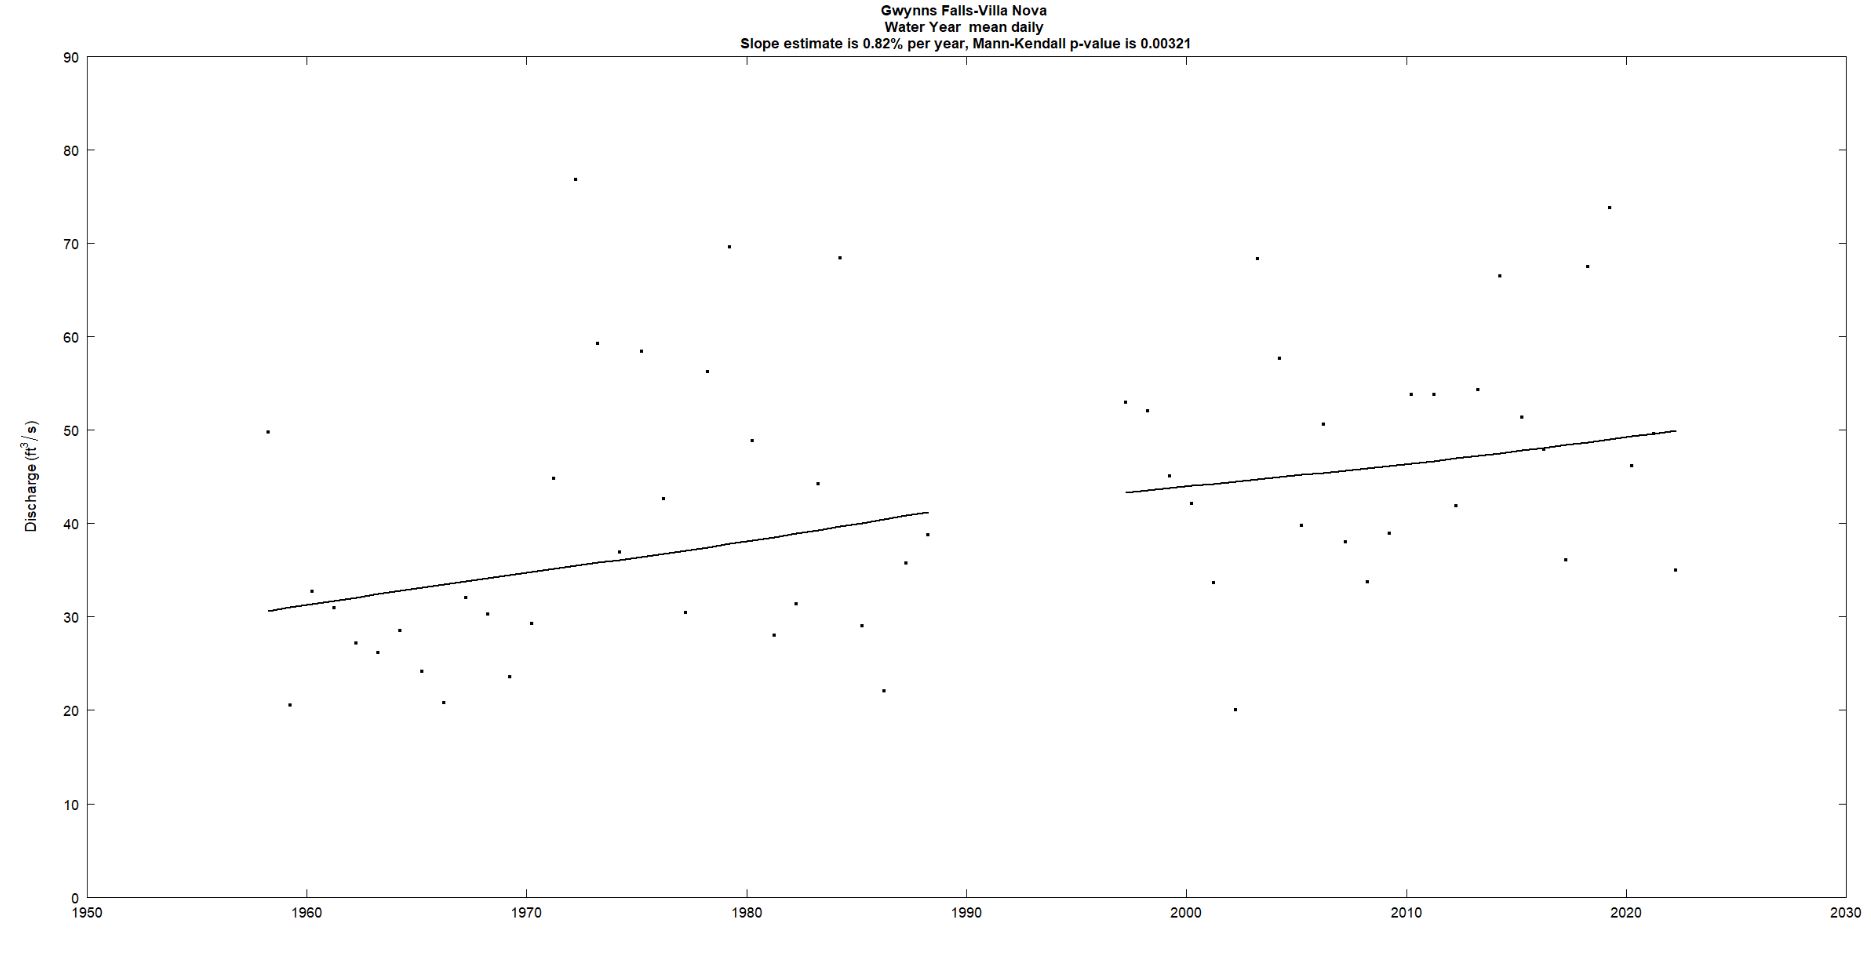 Gwynns Falls-Villa Nova
Water Year  mean daily
Slope estimate is 0.82% per year, Mann-Kendall p-value is 0.00321
90
80
70
60
50
40
30
20
10
0
Discharge (ft³/s)
1950 1960 1970 1980 1990 2000 2010 2020 2030